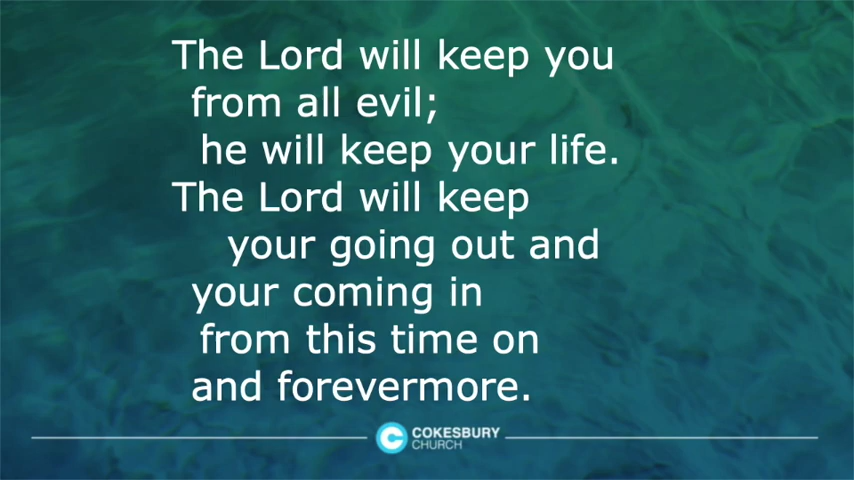 The Lord will keep you
from all evil;
he will keep your life.
The Lord will keep
your going out and
your coming in
from this time on
and forevermore.
C COKESBURY
CHURCH